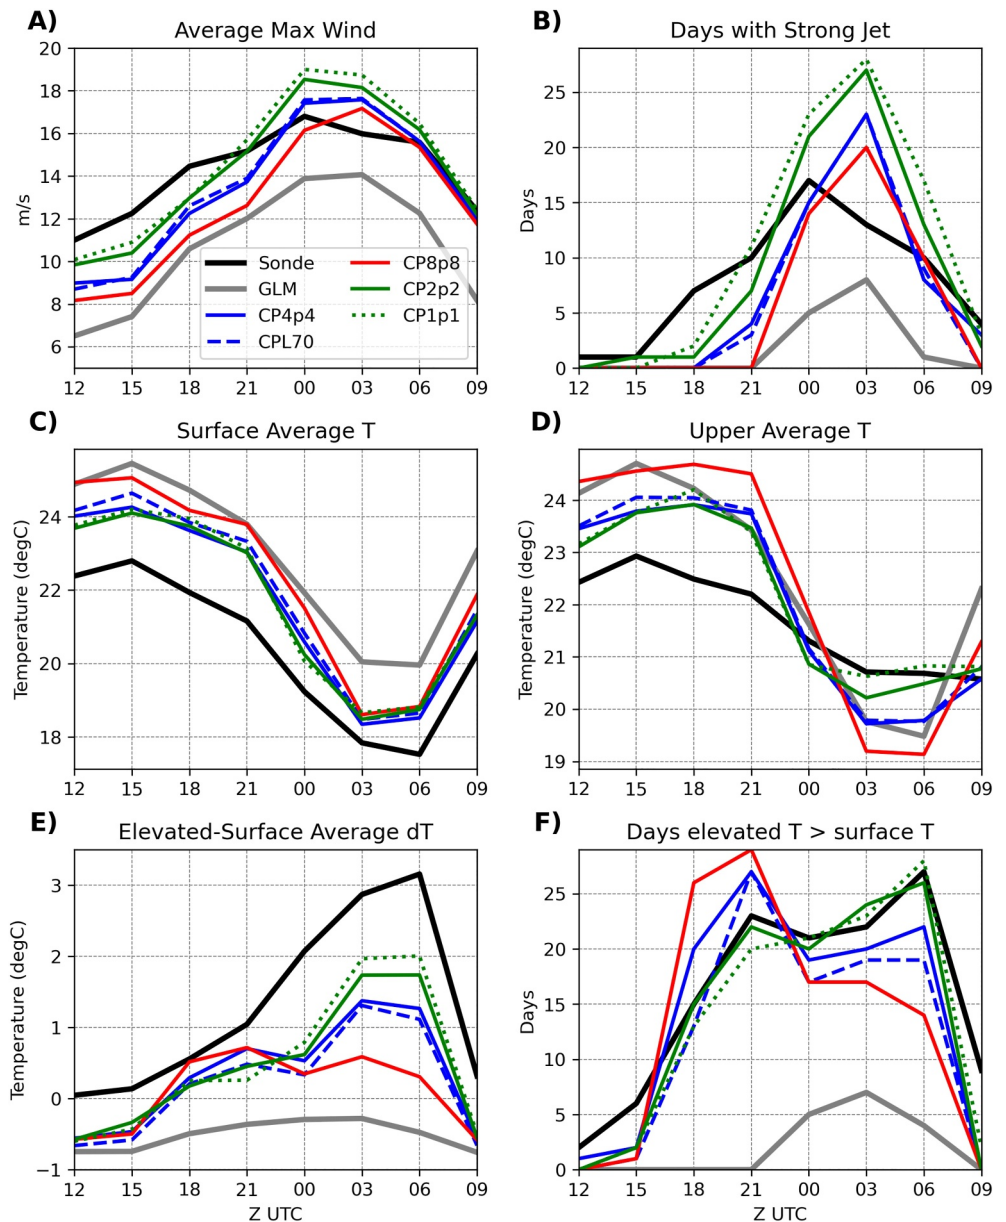 A)
Average Max Wind
20
18
16
14
12
10
8
6
m/s
12 15 18 21 00 03 06 09
Sonde
GLM
CP4p4
CPL70
CP8p8
CP2p2
CP1p1
B)
Days with Strong Jet
25
20
15
10
5
0
Days
12 15 18 21 00 03 06 09
C)
Surface Average T
24
22
20
18
Temperature (degC)
12 15 18 21 00 03 06 09
D)
Upper Average T
24
23
22
21
20
19
Temperature (degC)
12 15 18 21 00 03 06 09
E)
Elevated-Surface Average dT
3
2
1
0
−1
Temperature (degC)
12 15 18 21 00 03 06 09
Z UTC
F)
Days elevated T > surface T
25
20
15
10
5
0
Days
12 15 18 21 00 03 06 09
Z UTC